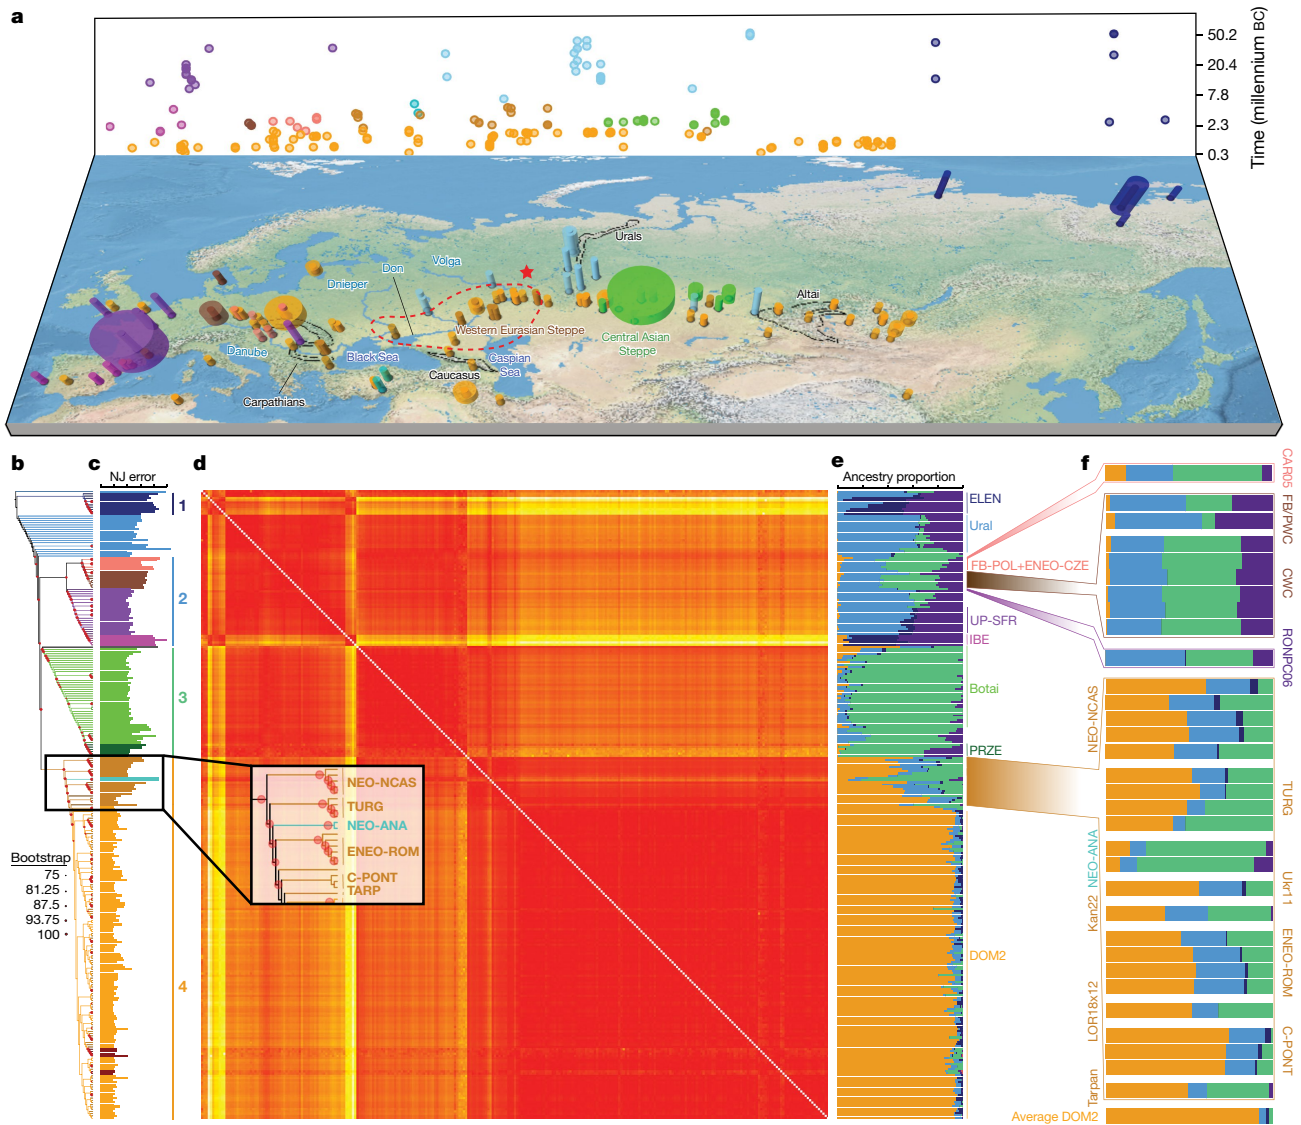 a
50.2
20.4
7.8
2.3
0.3
Time (millennium BC)
Urals
Volga
Don
Dnieper
Altai
Western Eurasian Steppe
Central Asian
Steppe
Danube
Black Sea
Caspian
Sea
Caucasus
Carpathians
b
c
d
e
f
NJ error
Ancestry proportion
1
2
3
4
NEO-NCAS
TURG
NEO-ANA
ENEO-ROM
C-PONT
TARP
Bootstrap
75
81.25
87.5
93.75
100
ELEN
Ural
FB-POL+ENEO-CZE
UP-SFR
IBE
Botai
PRZE
DOM2
CAR05
FB/PWC
CWC
RONPC06
NEO-NCAS
TURG
NEO-ANA
Ukr11
Kan22
ENEO-ROM
LOR18x12
C-PONT
Tarpan
Average DOM2